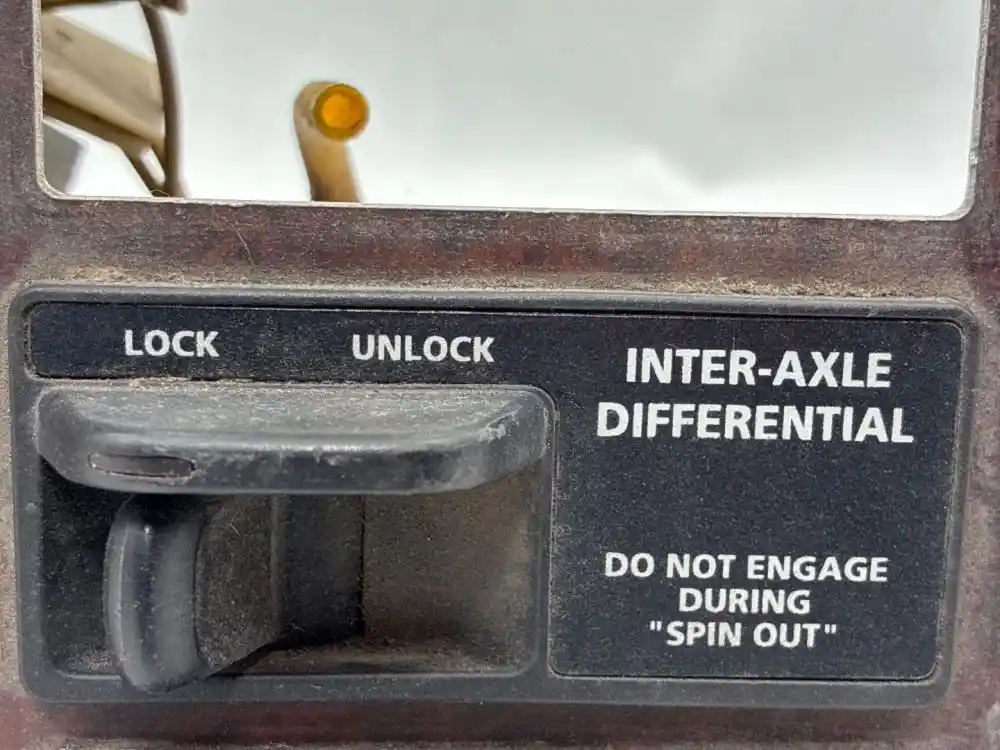 LOCK UNLOCK
INTER-AXLE
DIFFERENTIAL
DO NOT ENGAGE
DURING
"SPIN OUT"